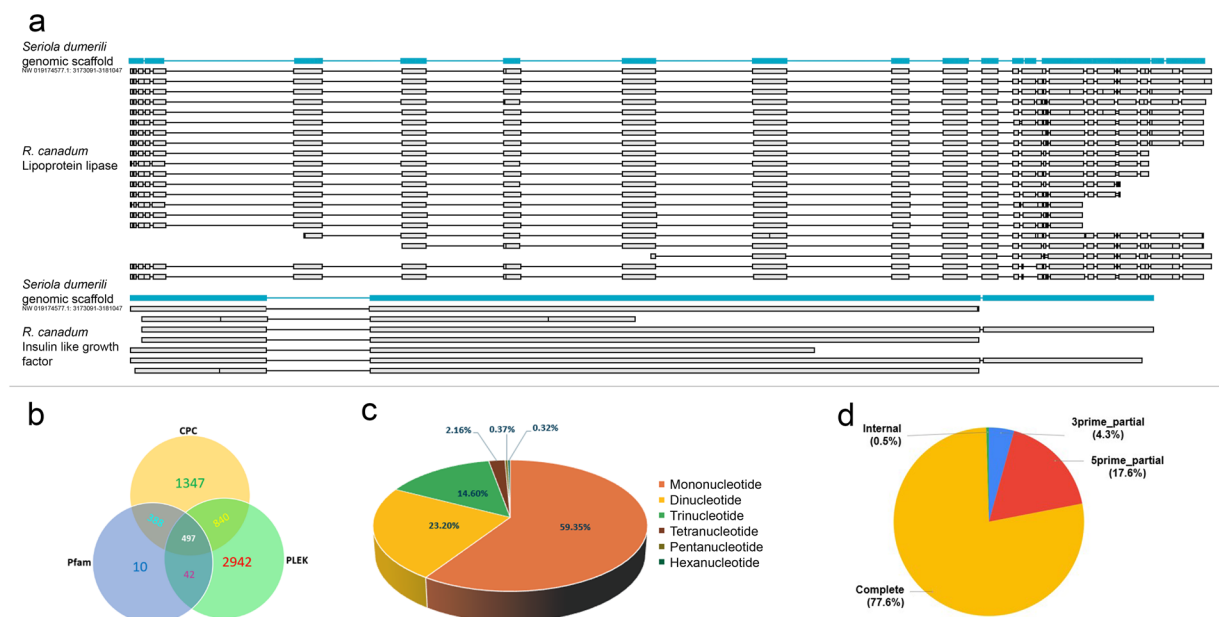 a
Seriola dumerili
genomic scaffold
NW 019174577.1: 3173091-3181047
R. canadum
Lipoprotein lipase
Seriola dumerili
genomic scaffold
NW 019174577.1: 3173091-3181047
R. canadum
Insulin like growth
factor
b
CPC
1347
840
497
Pfam
10
42
2942
PLEK
c
2.16%
0.37%
0.32%
14.60%
23.20%
59.35%
Mononucleotide
Dinucleotide
Trinucleotide
Tetranucleotide
Pentanucleotide
Hexanucleotide
d
Internal
(0.5%)
3prime_partial
(4.3%)
5prime_partial
(17.6%)
Complete
(77.6%)